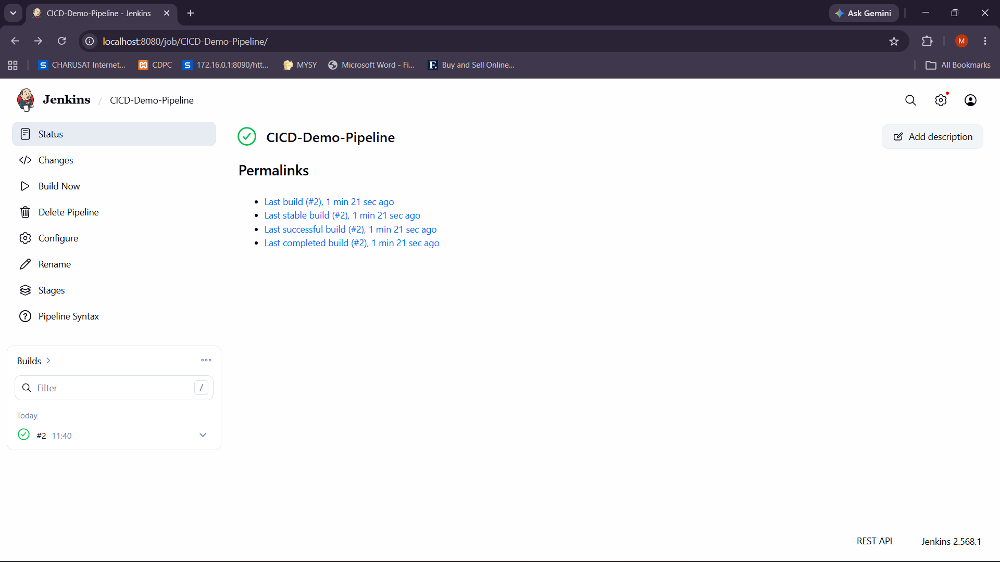 CICD-Demo-Pipeline - Jenkins
Ask Gemini
localhost:8080/job/CICD-Demo-Pipeline/
M
CHARUSAT Internet...
CDPC
172.16.0.1:8090/htt...
MYSY
Microsoft Word - Fi...
Buy and Sell Online...
All Bookmarks
Jenkins / CICD-Demo-Pipeline
Status
Changes
Build Now
Delete Pipeline
Configure
Rename
Stages
Pipeline Syntax
Builds
Filter /
Today
#2 11:40
CICD-Demo-Pipeline
Add description
Permalinks
Last build (#2), 1 min 21 sec ago
Last stable build (#2), 1 min 21 sec ago
Last successful build (#2), 1 min 21 sec ago
Last completed build (#2), 1 min 21 sec ago
REST API
Jenkins 2.568.1